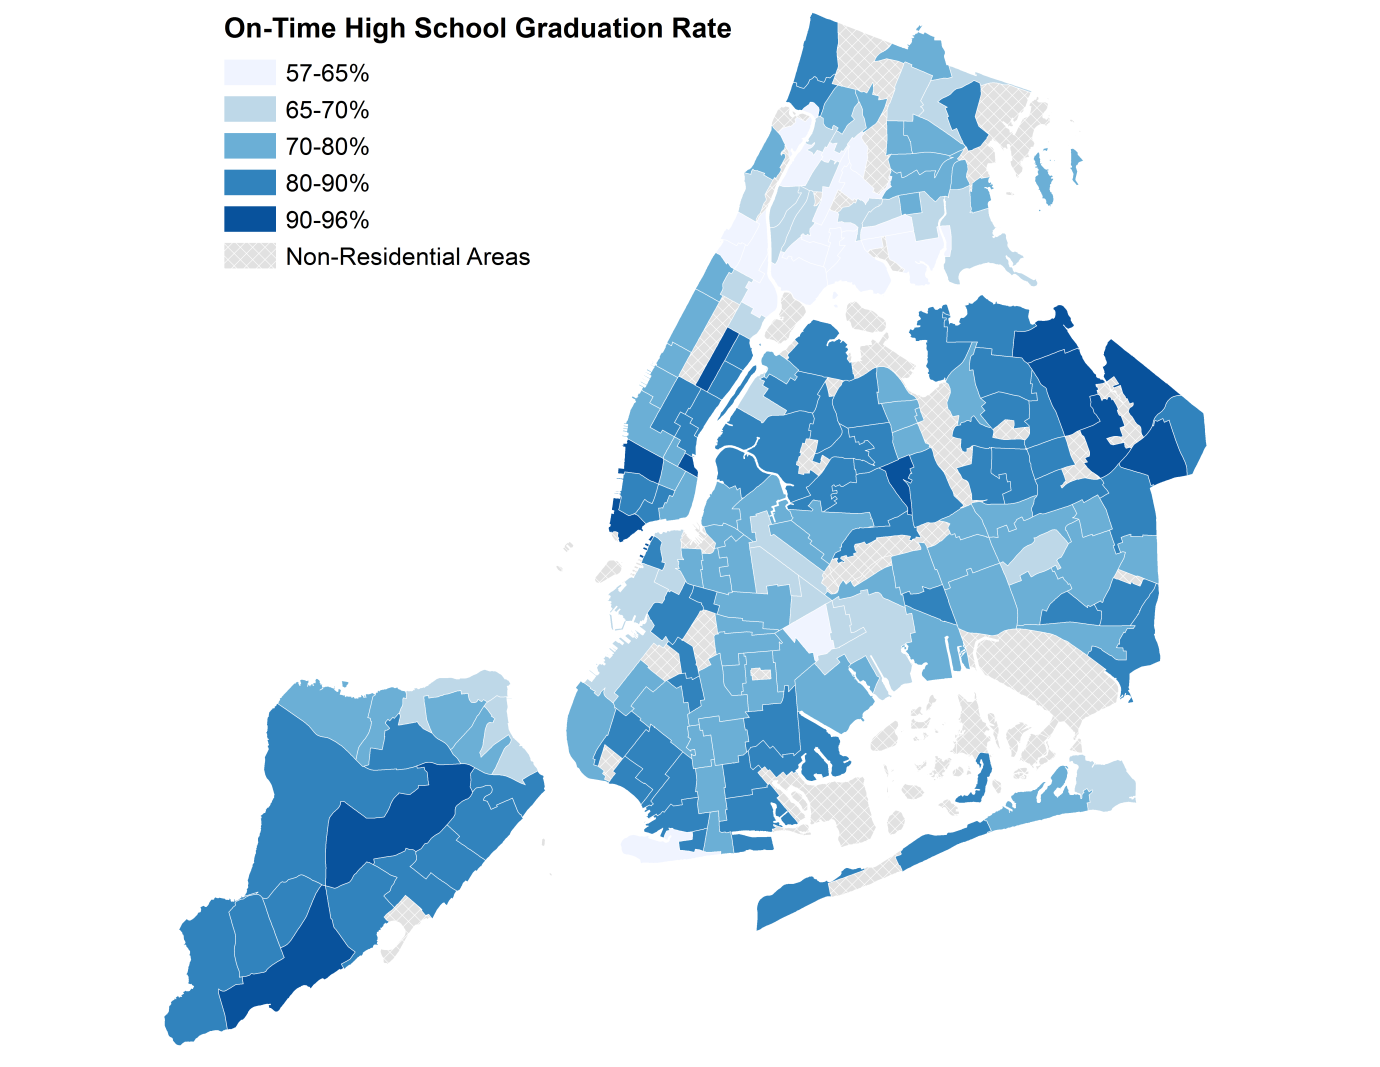 On-Time High School Graduation Rate
57-65%
65-70%
70-80%
80-90%
90-96%
Non-Residential Areas